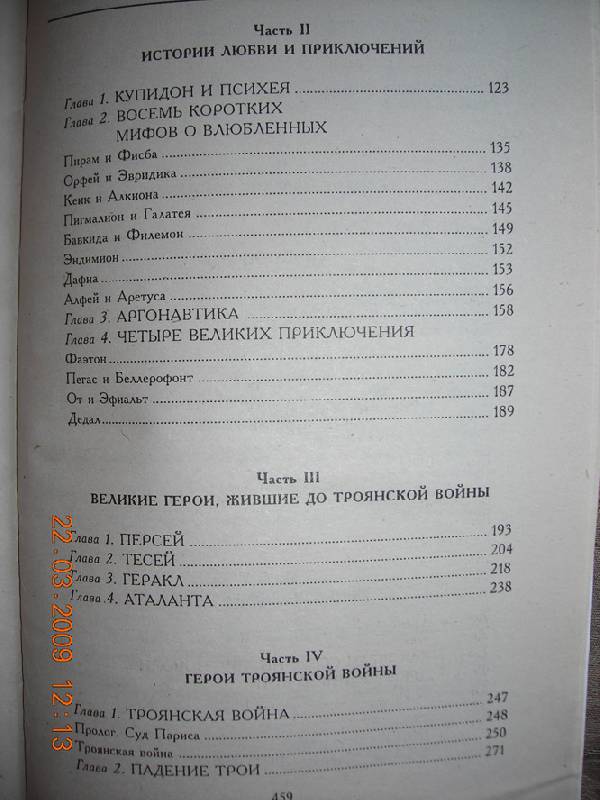 Часть II
ИСТОРИИ ЛЮБВИ И ПРИКЛЮЧЕНИЙ
Глава 1. КУПИДОН И ПСИХЕЯ 123
Глава 2. ВОСЕМЬ КОРОТКИХ
МИФОВ О ВЛЮБЛЕННЫХ
Пирам и Фисба 135
Орфей и Эвридика 138
Кеик и Алкиона 142
Пигмалион и Галатея 145
Бавкида и Филемон 149
Эндимион 152
Дафна 153
Алфей и Аретуса 156
Глава 3. АРГОНАВТИКА 158
Глава 4. ЧЕТЫРЕ ВЕЛИКИХ ПРИКЛЮЧЕНИЯ
Фаэтон 178
Пегас и Беллерофонт 182
От и Эфиальт 187
Дедал 189
Часть III
ВЕЛИКИЕ ГЕРОИ, ЖИВШИЕ ДО ТРОЯНСКОЙ ВОЙНЫ
Глава 1. ПЕРСЕЙ 193
Глава 2. ТЕСЕЙ 204
Глава 3. ГЕРАКЛ 218
Глава 4. АТАЛАНТА 238
Часть IV
ГЕРОИ ТРОЯНСКОЙ ВОЙНЫ
Глава 1. ТРОЯНСКАЯ ВОЙНА 247
Пролог. Суд Париса 248
Троянская война 250
Глава 2. ПАДЕНИЕ ТРОИ 271
459
22.03.2009 12:13